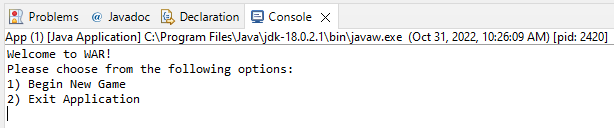 Problems @ Javadoc Declaration Console
App (1) [Java Application] C:\Program Files\Java\jdk-18.0.2.1\bin\javaw.exe (Oct 31, 2022, 10:26:09 AM) [pid: 2420]
Welcome to WAR!
Please choose from the following options:
1) Begin New Game
2) Exit Application